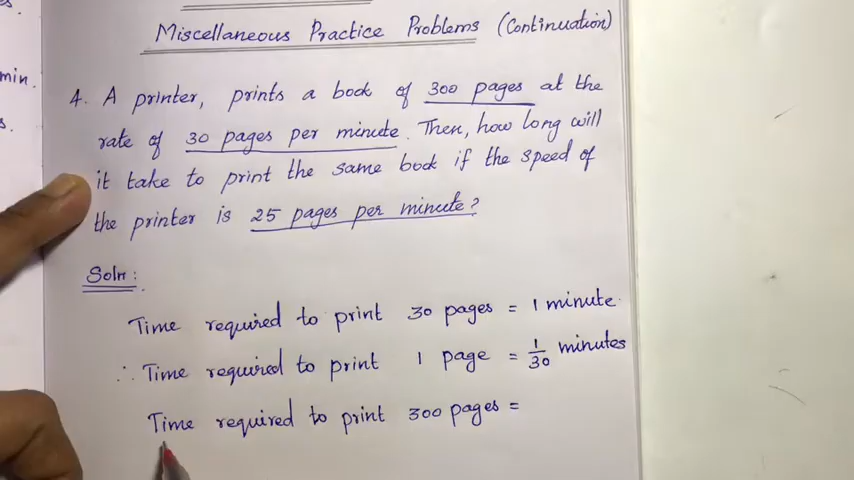 s.
Miscellaneous Practice Problems (Continuation)
min.
4. A printer, prints a book of 300 pages at the
s.
rate of 30 pages per minute. Then, how long will
it take to print the same book if the speed of
the printer is 25 pages per minute?
Soln:
Time required to print 30 pages = 1 minute.
∴ Time required to print 1 page = 1/30 minutes
Time required to print 300 pages =